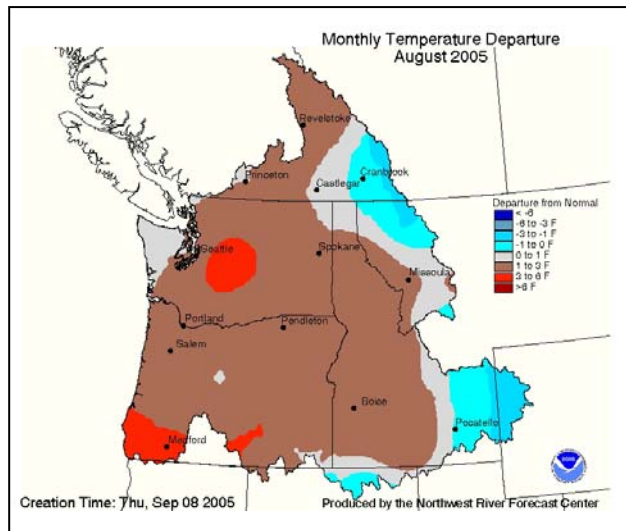 Monthly Temperature Departure
August 2005
Revelstoke
Princeton
Castlegar
Cranbrook
Departure from Normal
< -6
-6 to -3 F
-3 to -1 F
-1 to 0 F
0 to 1 F
1 to 3 F
3 to 6 F
>6 F
Seattle
Spokane
Missoula
Portland
Pendleton
Salem
Boise
Pocatello
Medford
Creation Time: Thu, Sep 08 2005
Produced by the Northwest River Forecast Center